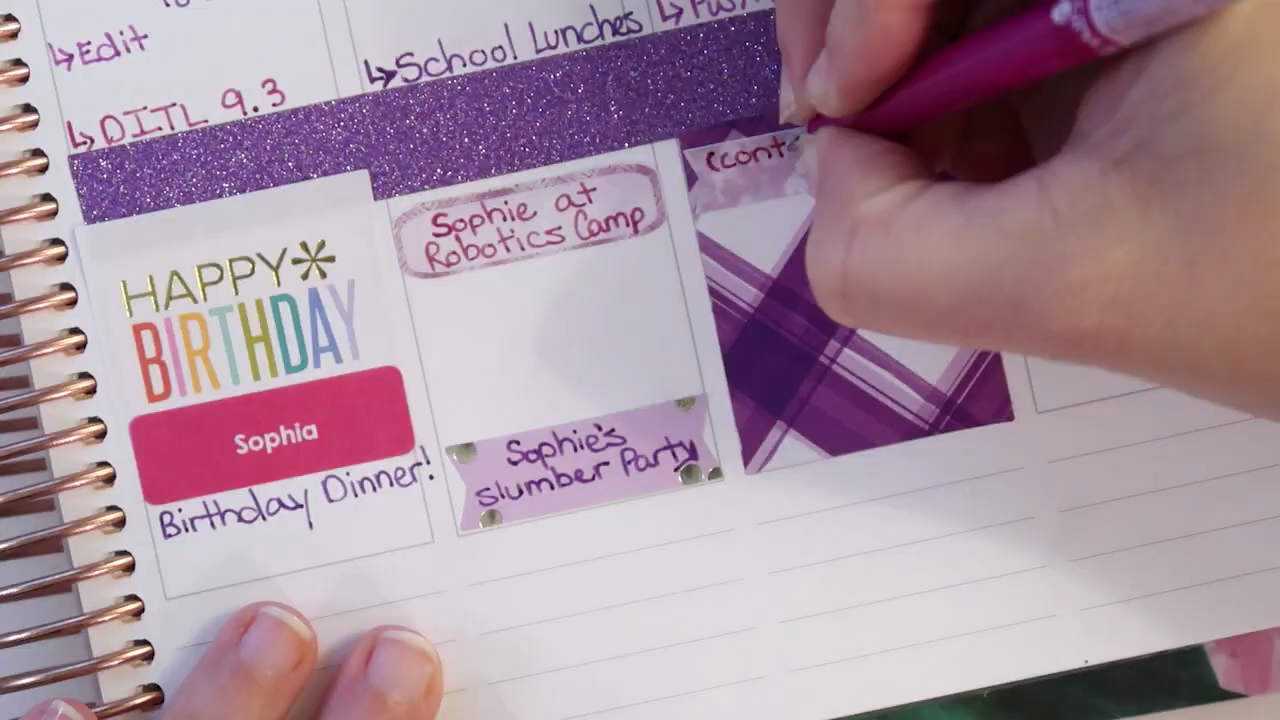 Edit
DITL 9.3
School Lunches
HAPPY*
BIRTHDAY
Sophia
Birthday Dinner!
Sophie at
Robotics Camp
Sophie's
slumber Party
(cont